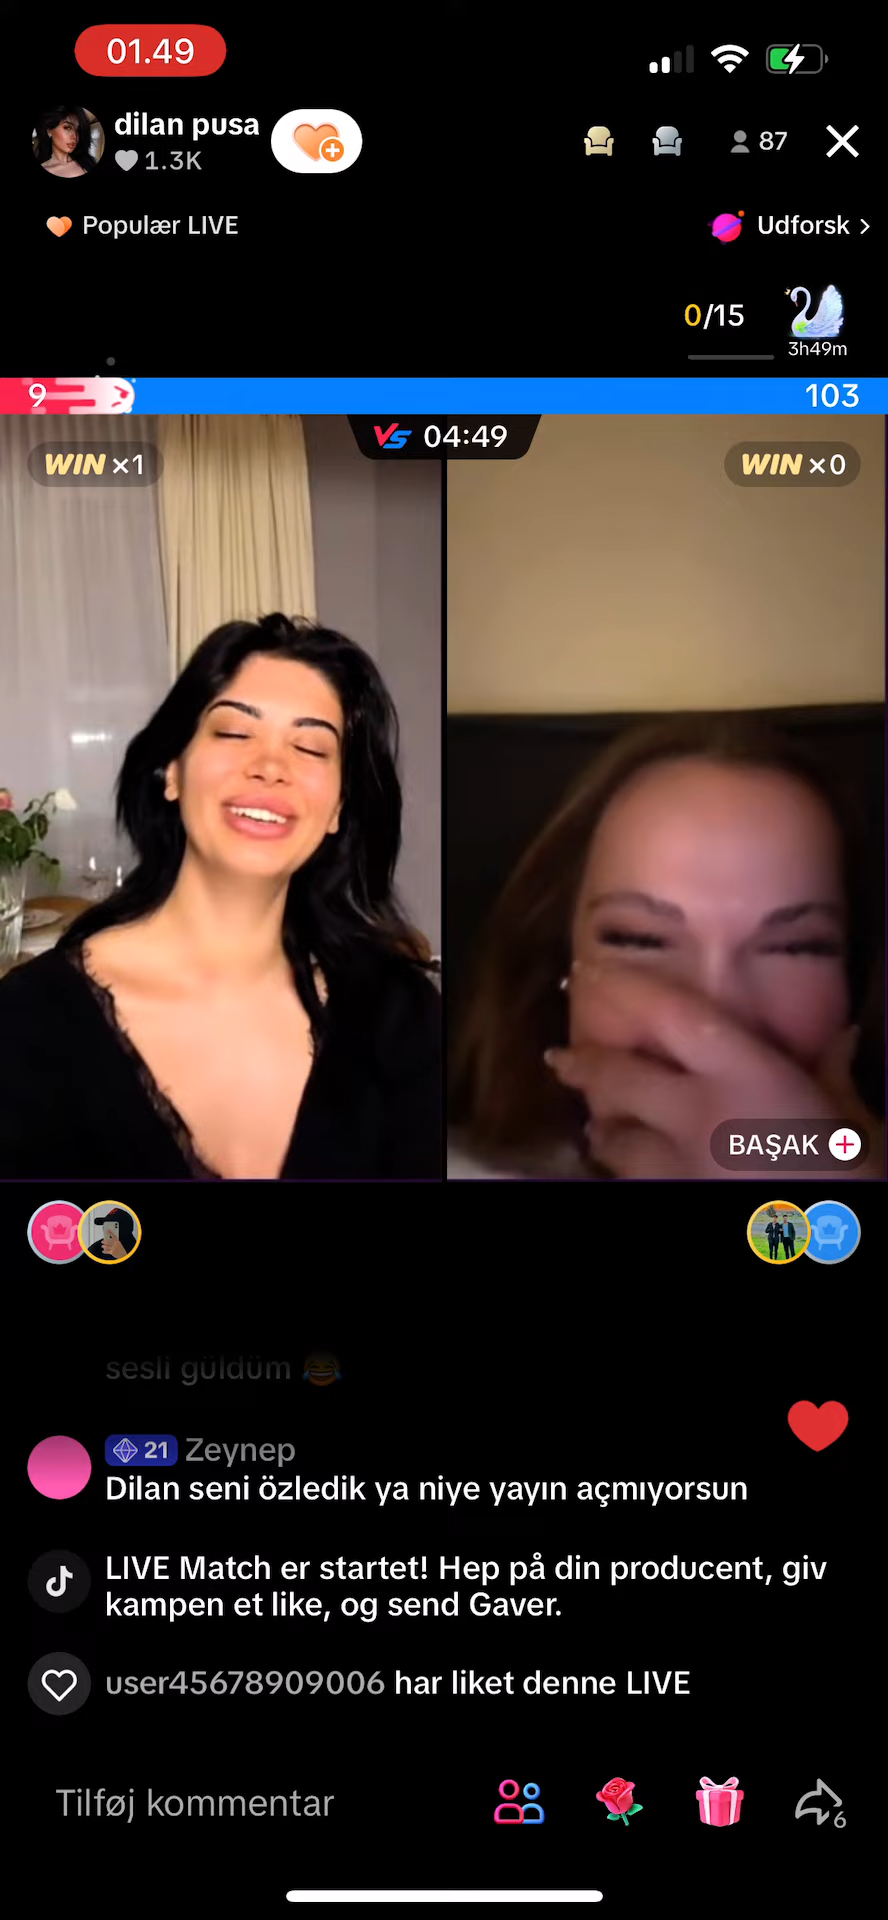 01.49
dilan pusa
1.3K
87
Populær LIVE
Udforsk >
0/15
3h49m
9
103
VS 04:49
WIN ×1
WIN ×0
BAŞAK
sesli güldüm 😂
21 Zeynep
Dilan seni özledik ya niye yayın açmıyorsun
LIVE Match er startet! Hep på din producent, giv
kampen et like, og send Gaver.
user45678909006 har liket denne LIVE
Tilføj kommentar
6